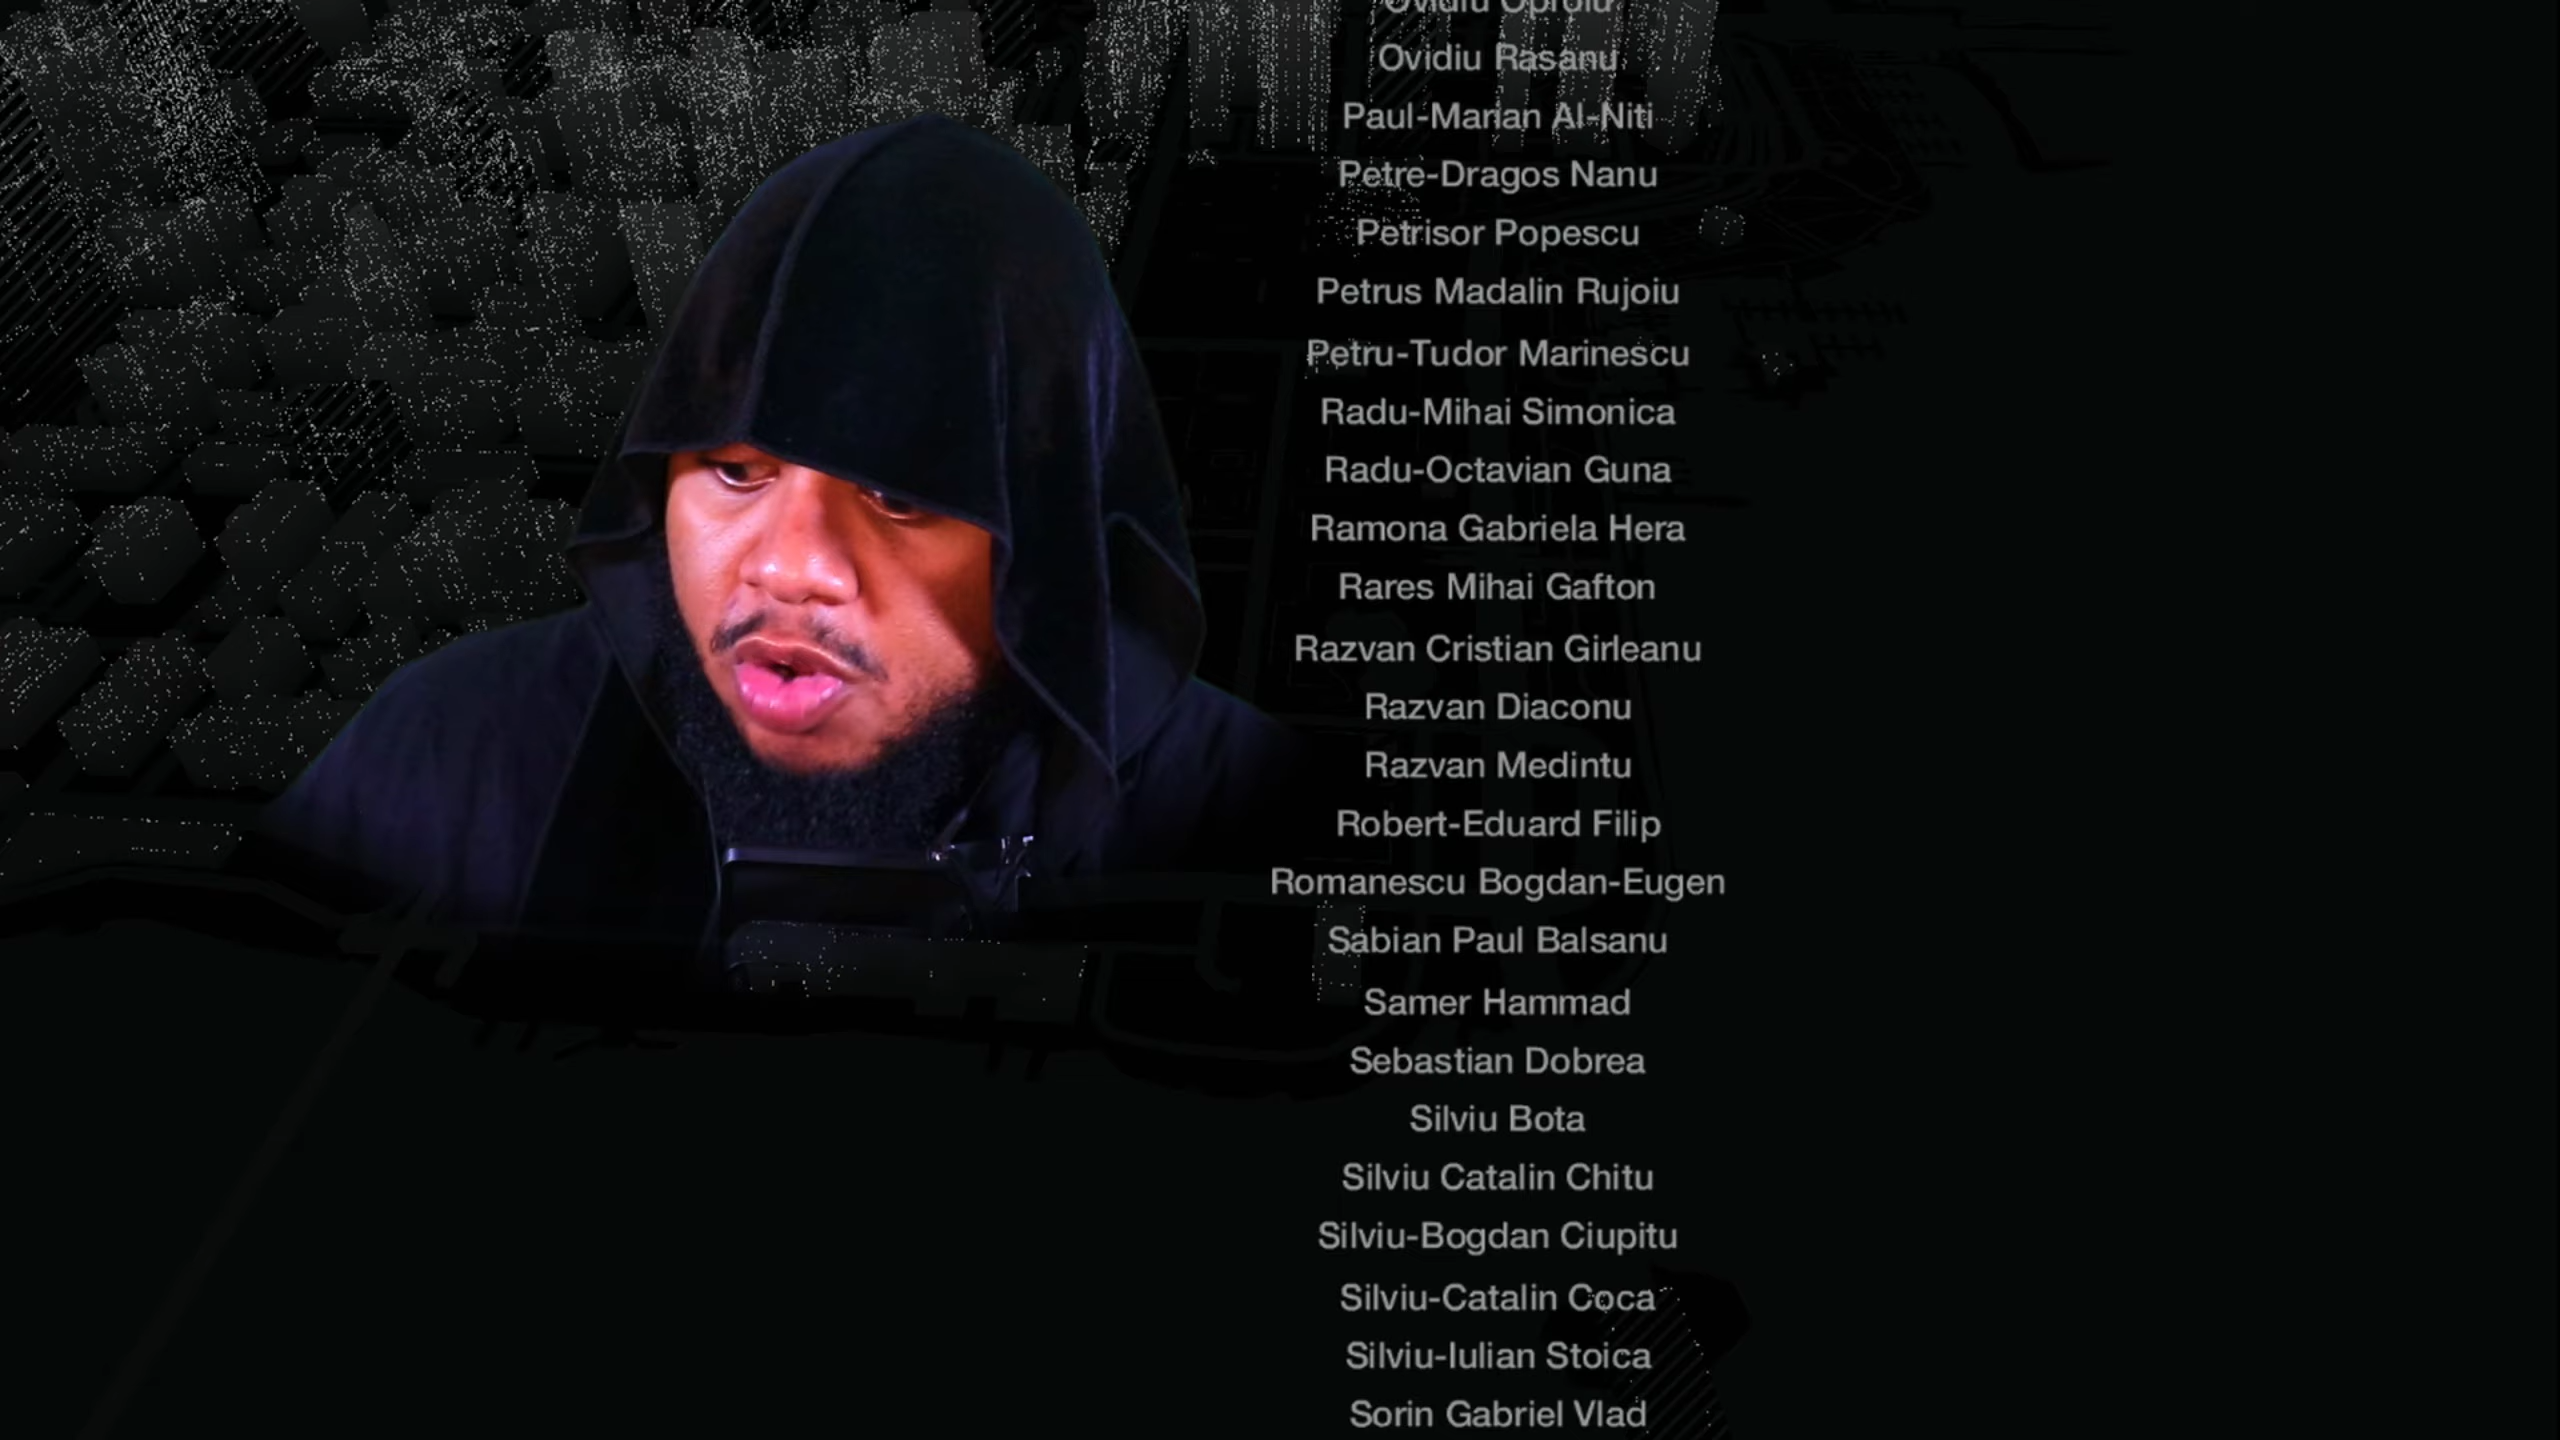 Ovidiu Oproiu
Ovidiu Rasanu
Paul-Marian Al-Niti
Petre-Dragos Nanu
Petrisor Popescu
Petrus Madalin Rujoiu
Petru-Tudor Marinescu
Radu-Mihai Simonica
Radu-Octavian Guna
Ramona Gabriela Hera
Rares Mihai Gafton
Razvan Cristian Girleanu
Razvan Diaconu
Razvan Medintu
Robert-Eduard Filip
Romanescu Bogdan-Eugen
Sabian Paul Balsanu
Samer Hammad
Sebastian Dobrea
Silviu Bota
Silviu Catalin Chitu
Silviu-Bogdan Ciupitu
Silviu-Catalin Coca
Silviu-Iulian Stoica
Sorin Gabriel Vlad